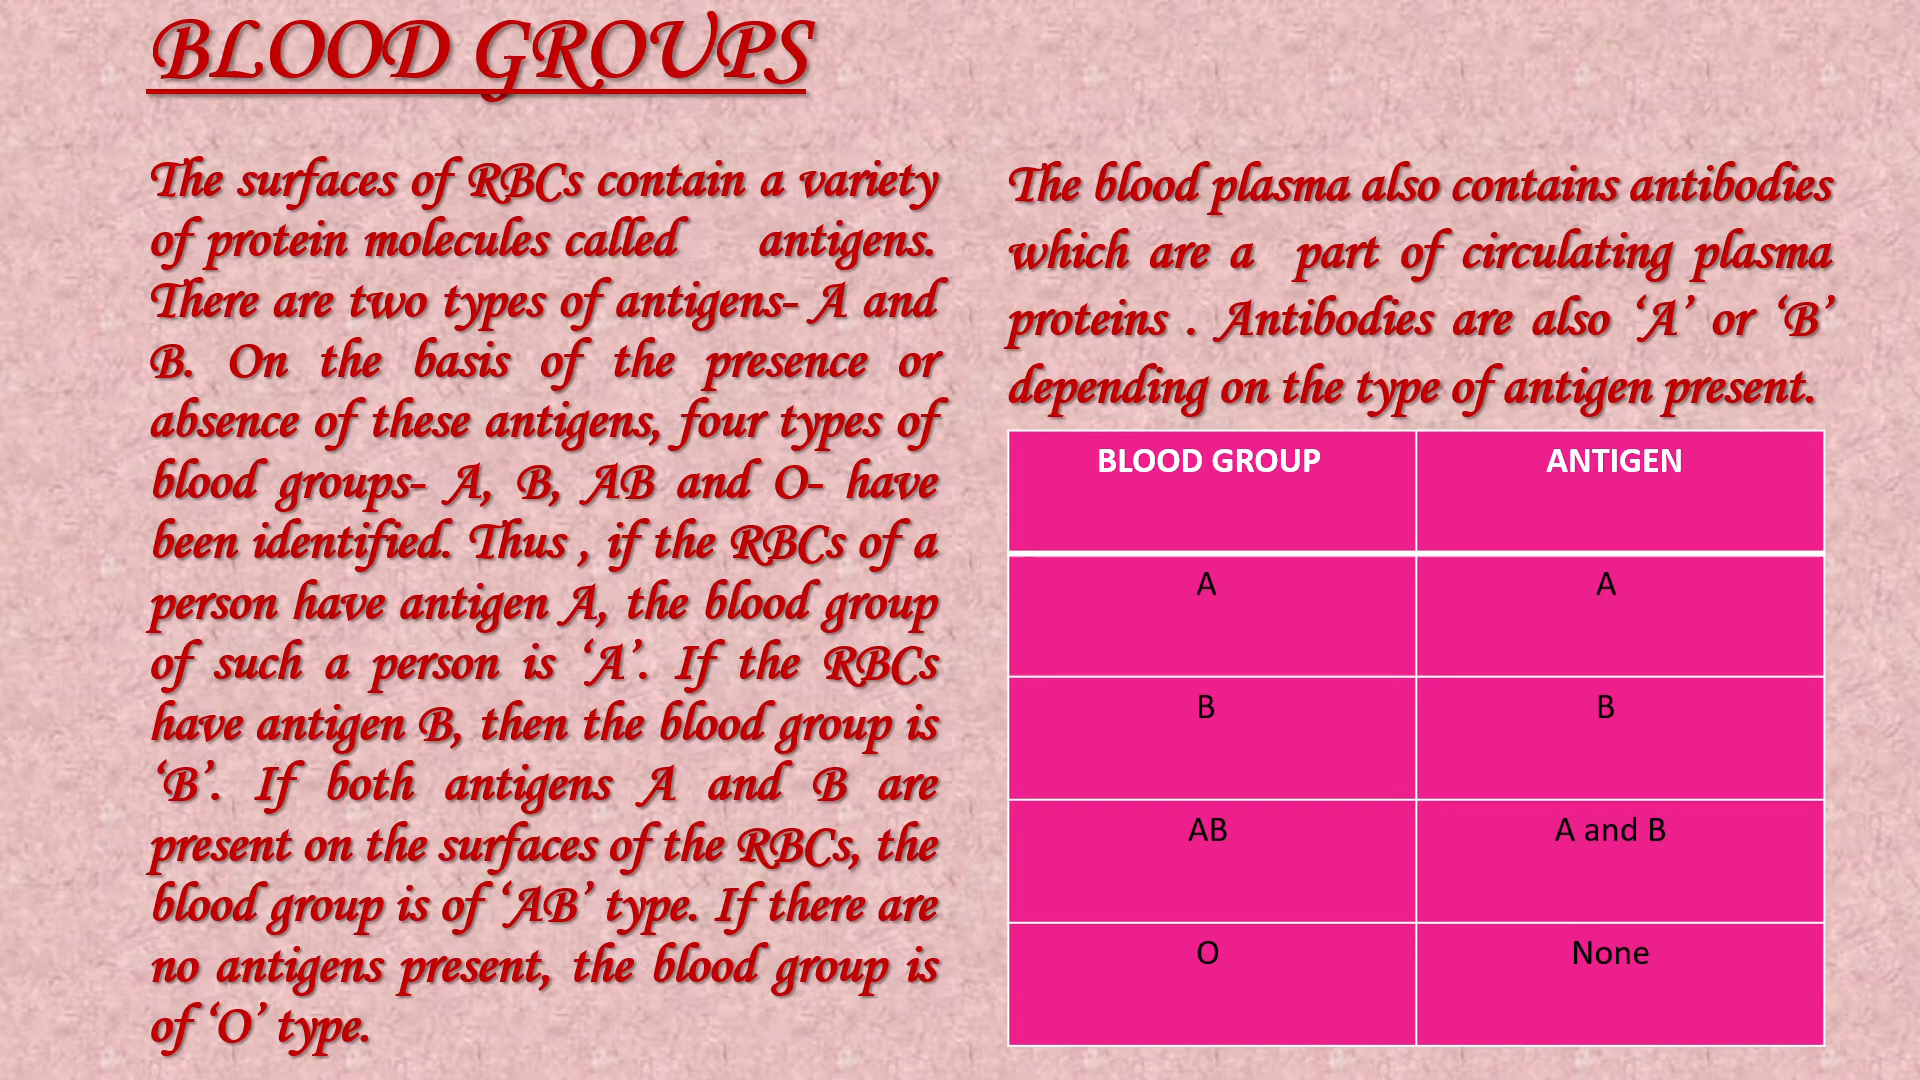 BLOOD GROUPS
The surfaces of RBCs contain a variety
of protein molecules called antigens.
There are two types of antigens- A and
B. On the basis of the presence or
absence of these antigens, four types of
blood groups- A, B, AB and O- have
been identified. Thus , if the RBCs of a
person have antigen A, the blood group
of such a person is ‘A’. If the RBCs
have antigen B, then the blood group is
‘B’. If both antigens A and B are
present on the surfaces of the RBCs, the
blood group is of ‘AB’ type. If there are
no antigens present, the blood group is
of ‘O’ type.
The blood plasma also contains antibodies
which are a part of circulating plasma
proteins . Antibodies are also ‘A’ or ‘B’
depending on the type of antigen present.
BLOOD GROUP ANTIGEN
A A
B B
AB A and B
O None